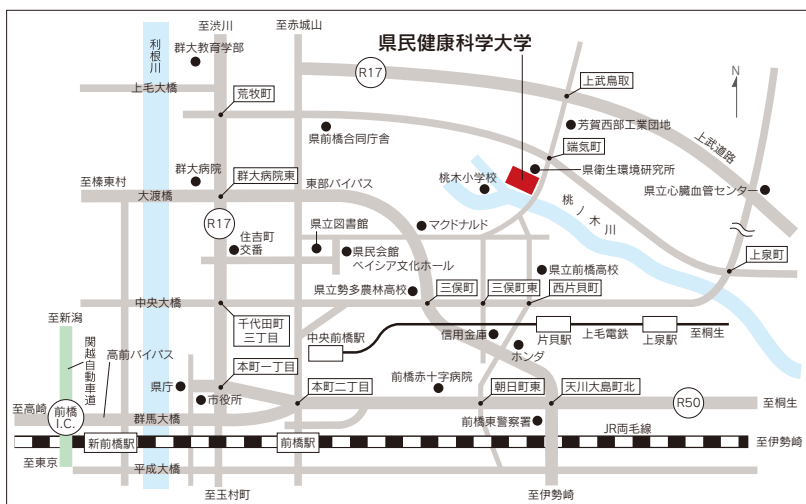 至渋川
至赤城山
利根川
群大教育学部
県民健康科学大学
R17
上武鳥取
N
上毛大橋
荒牧町
芳賀西部工業団地
県前橋合同庁舎
端気町
上武道路
群大病院
県衛生環境研究所
至榛東村
群大病院東
東部バイパス
桃木小学校
県立心臓血管センター
大渡橋
桃ノ木川
R17
住吉町
交番
県立図書館
マクドナルド
県民会館
ベイシア文化ホール
上泉町
県立前橋高校
県立勢多農林高校
三俣町
三俣町東
西片貝町
中央大橋
至新潟
千代田町
三丁目
関越自動車道
中央前橋駅
信用金庫
片貝駅
上毛電鉄
上泉駅
至桐生
高前バイパス
ホンダ
本町一丁目
県庁
市役所
本町二丁目
前橋赤十字病院
朝日町東
天川大島町北
R50
至高崎
前橋
I.C.
群馬大橋
至桐生
前橋東警察署
JR両毛線
新前橋駅
前橋駅
至伊勢崎
至東京
平成大橋
至玉村町
至伊勢崎